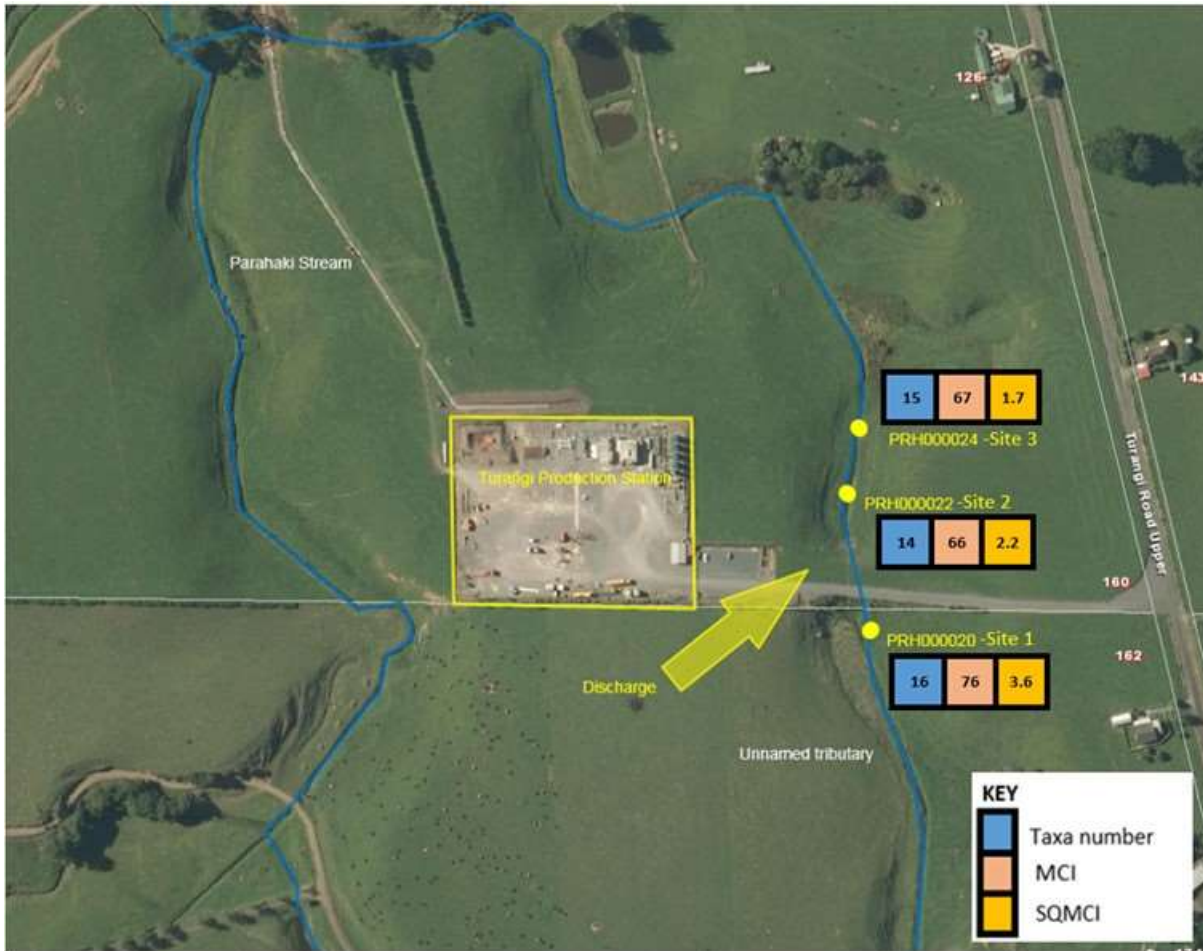 126
Parahaki Stream
143
15 67 1.7
PRH000024 -Site 3
Turangi Production Station
Turangi Road Upper
PRH000022 -Site 2
14 66 2.2
160
PRH000020 -Site 1
162
16 76 3.6
Discharge
Unnamed tributary
KEY
Taxa number
MCI
SQMCI